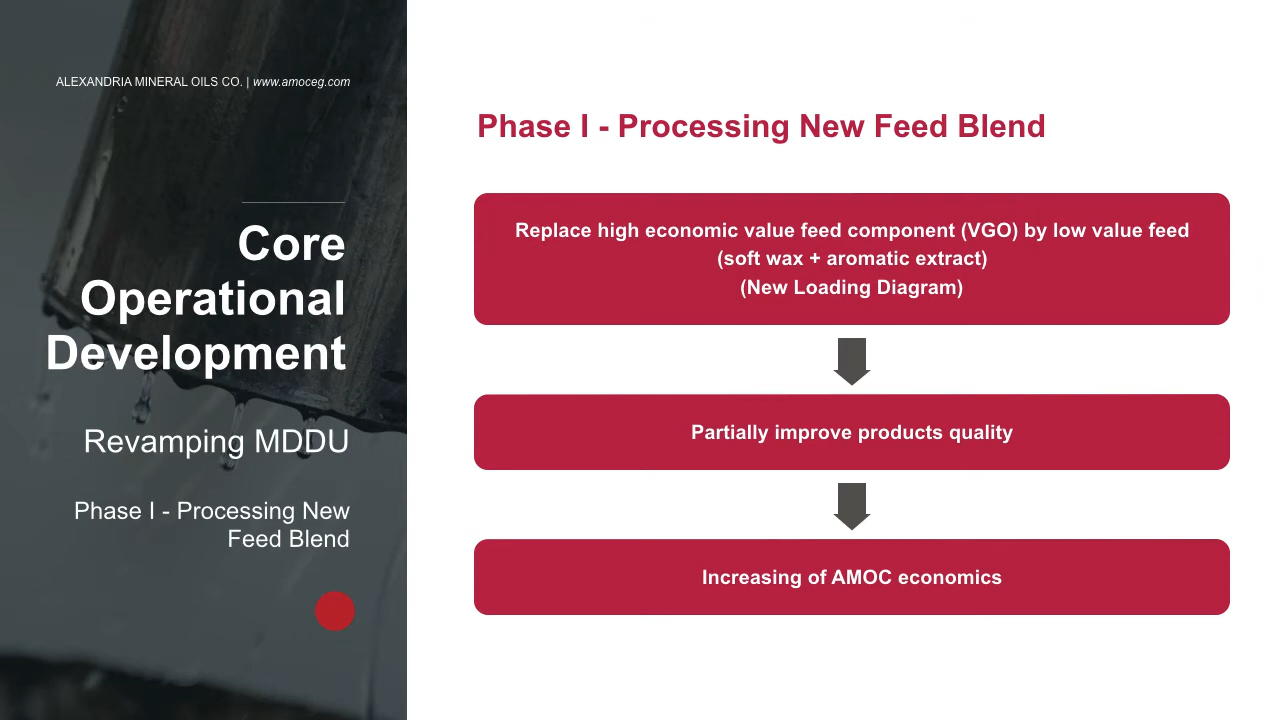 ALEXANDRIA MINERAL OILS CO. | www.amoceg.com
Core
Operational
Development
Revamping MDDU
Phase I - Processing New
Feed Blend
Phase I - Processing New Feed Blend
Replace high economic value feed component (VGO) by low value feed
(soft wax + aromatic extract)
(New Loading Diagram)
Partially improve products quality
Increasing of AMOC economics